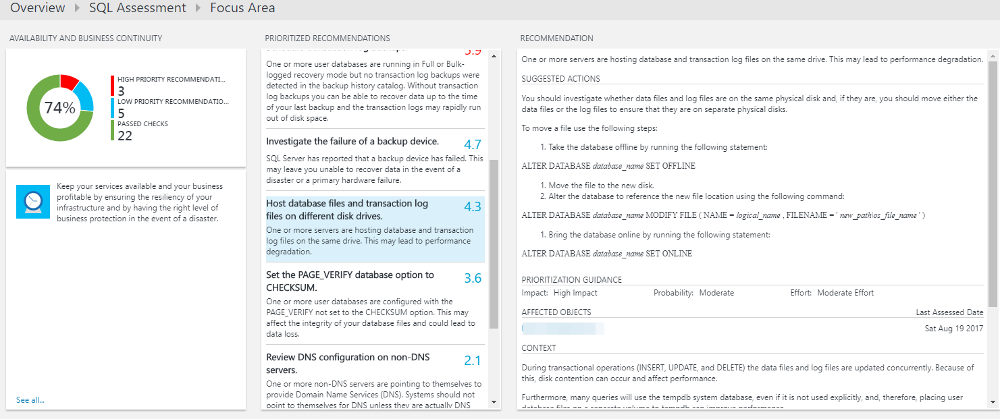 Overview SQL Assessment Focus Area
AVAILABILITY AND BUSINESS CONTINUITY
74%
HIGH PRIORITY RECOMMENDATI...
3
LOW PRIORITY RECOMMENDATIO...
5
PASSED CHECKS
22
Keep your services available and your business
profitable by ensuring the resiliency of your
infrastructure and by having the right level of
business protection in the event of a disaster.
See all...
PRIORITIZED RECOMMENDATIONS
transaction log backups. 5.9
One or more user databases are running in Full or Bulk-
logged recovery mode but no transaction log backups were
detected in the backup history catalog. Without transaction
log backups you can be able to recover data up to the time
of your last backup and the transaction logs may rapidly run
out of disk space.
Investigate the failure of a backup device. 4.7
SQL Server has reported that a backup device has failed. This
may leave you unable to recover data in the event of a
disaster or a primary hardware failure.
Host database files and transaction log 4.3
files on different disk drives.
One or more servers are hosting database and transaction
log files on the same drive. This may lead to performance
degradation.
Set the PAGE_VERIFY database option to 3.6
CHECKSUM.
One or more user databases are configured with the
PAGE_VERIFY not set to the CHECKSUM option. This may
affect the integrity of your database files and could lead to
data loss.
Review DNS configuration on non-DNS 2.1
servers.
One or more non-DNS servers are pointing to themselves to
provide Domain Name Services (DNS). Systems should not
point to themselves for DNS unless they are actually DNS
RECOMMENDATION
One or more servers are hosting database and transaction log files on the same drive. This may lead to performance degradation.
SUGGESTED ACTIONS
You should investigate whether data files and log files are on the same physical disk and, if they are, you should move either the
data files or the log files to ensure that they are on separate physical disks.
To move a file use the following steps:
1. Take the database offline by running the following statement:
ALTER DATABASE database_name SET OFFLINE
1. Move the file to the new disk.
2. Alter the database to reference the new file location using the following command:
ALTER DATABASE database_name MODIFY FILE ( NAME = logical_name , FILENAME = ' new_path\os_file_name ' )
1. Bring the database online by running the following statement:
ALTER DATABASE database_name SET ONLINE
PRIORITIZATION GUIDANCE
Impact: High Impact Probability: Moderate Effort: Moderate Effort
AFFECTED OBJECTS Last Assessed Date
Sat Aug 19 2017
CONTEXT
During transactional operations (INSERT, UPDATE, and DELETE) the data files and log files are updated concurrently. Because of
this, disk contention can occur and affect performance.
Furthermore, many queries will use the tempdb system database, even if it is not used explicitly, and, therefore, placing user
database files on a separate volume to tempdb can improve performance.